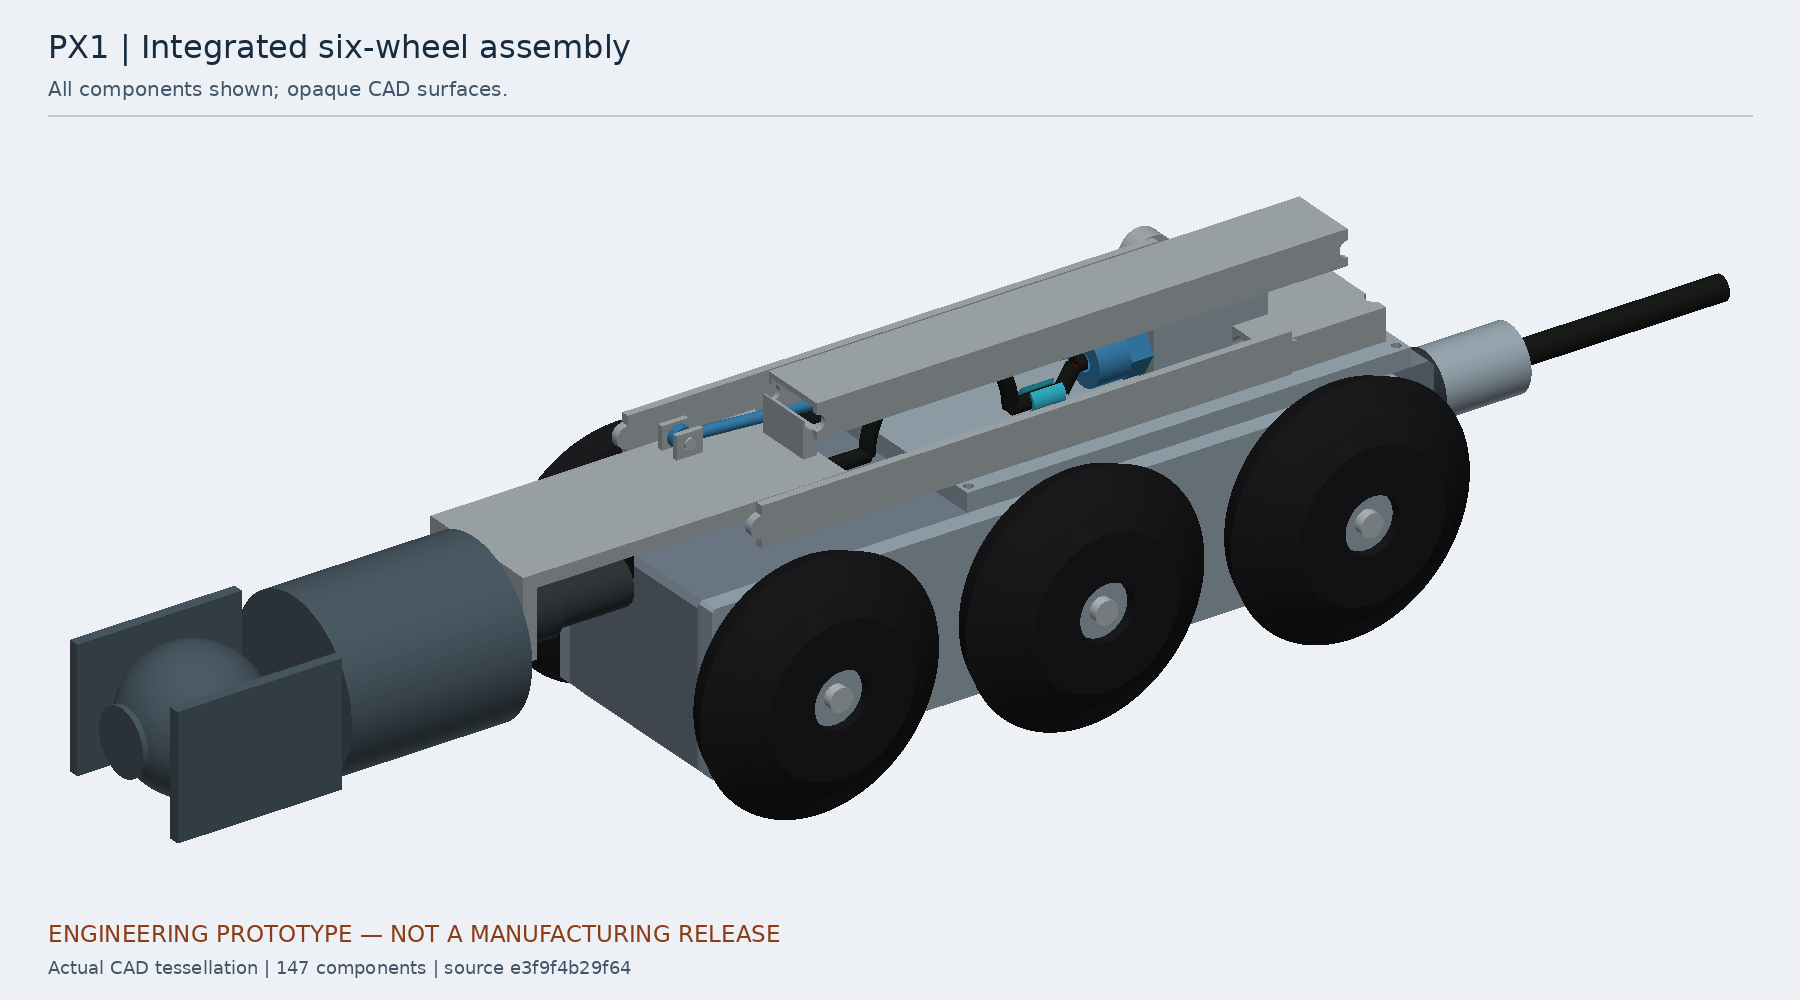 PX1 | Integrated six-wheel assembly
All components shown; opaque CAD surfaces.
ENGINEERING PROTOTYPE — NOT A MANUFACTURING RELEASE
Actual CAD tessellation | 147 components | source e3f9f4b29f64